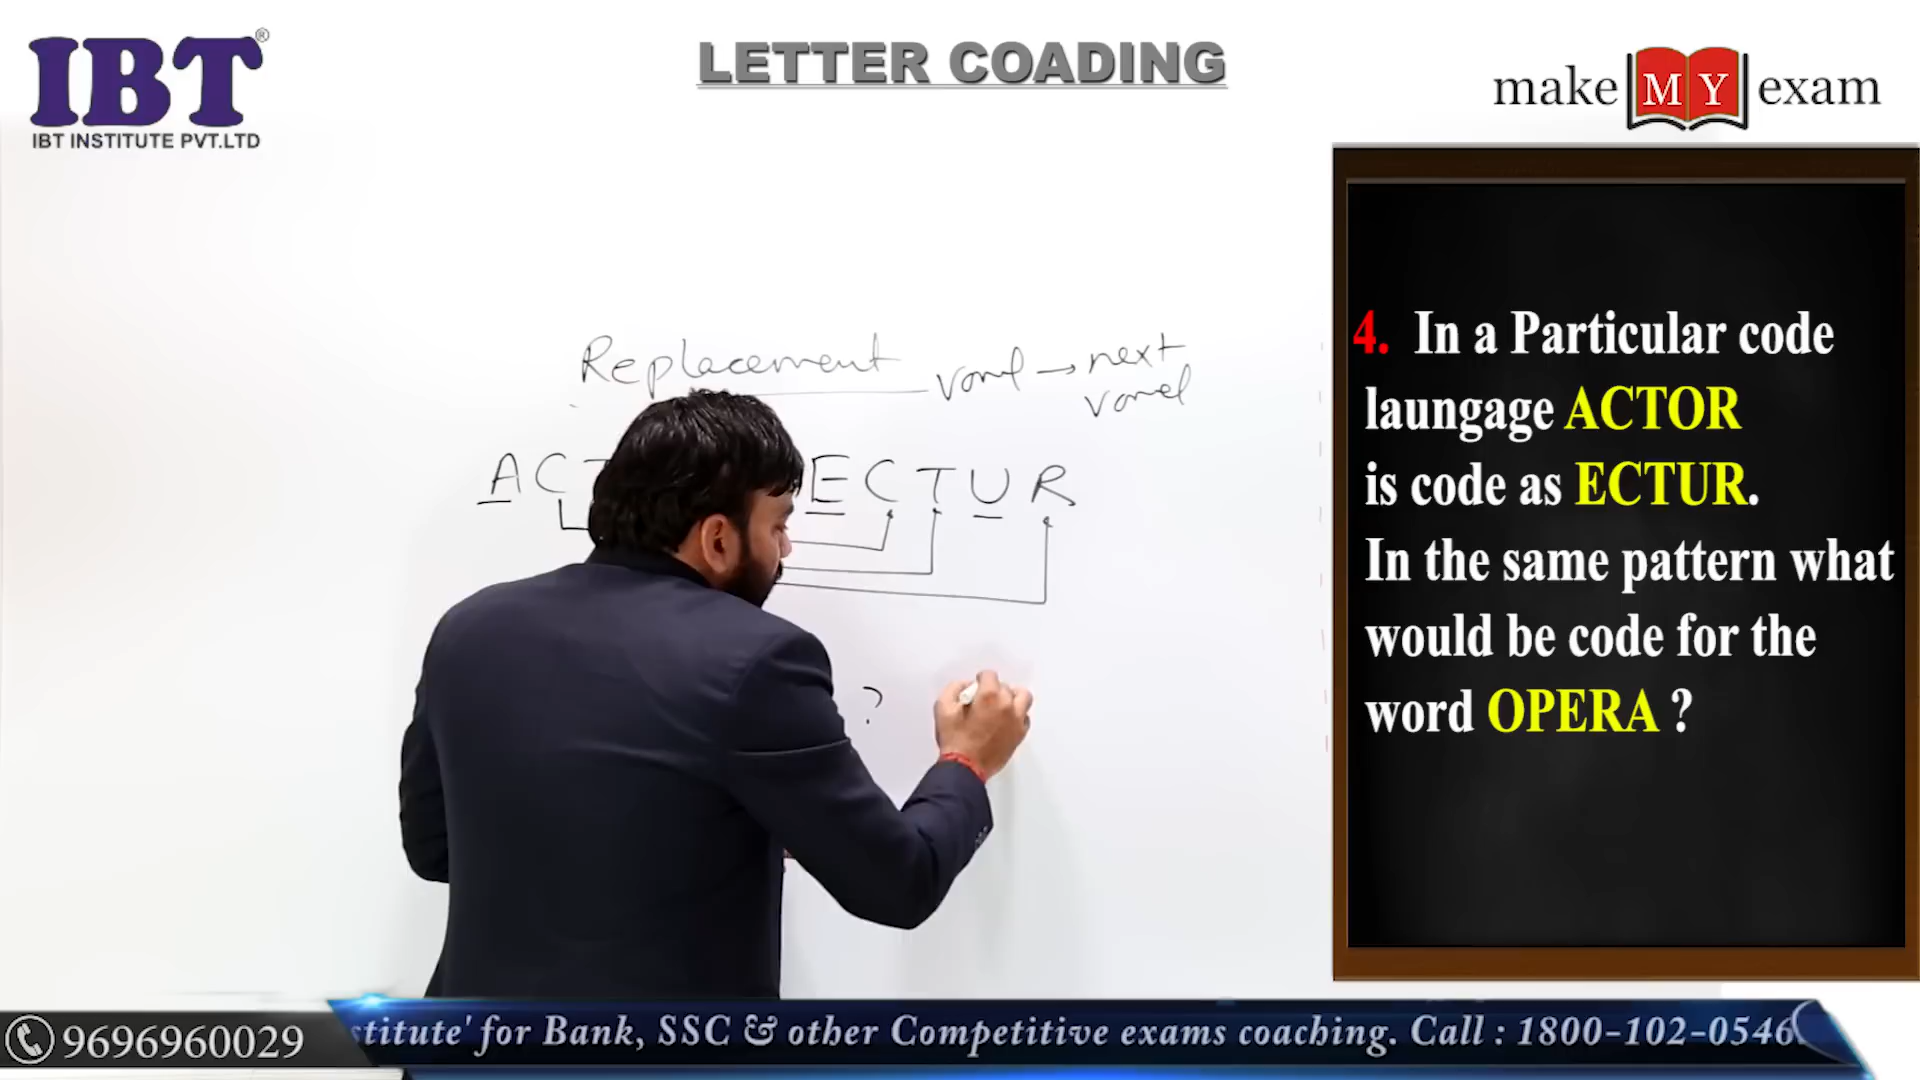 IBT®
IBT INSTITUTE PVT.LTD
LETTER COADING
make MY exam
Replacement vowel → next
vowel
A C T E C T U R
?
4. In a Particular code
laungage ACTOR
is code as ECTUR.
In the same pattern what
would be code for the
word OPERA ?
9696960029
stitute' for Bank, SSC & other Competitive exams coaching. Call : 1800-102-0546